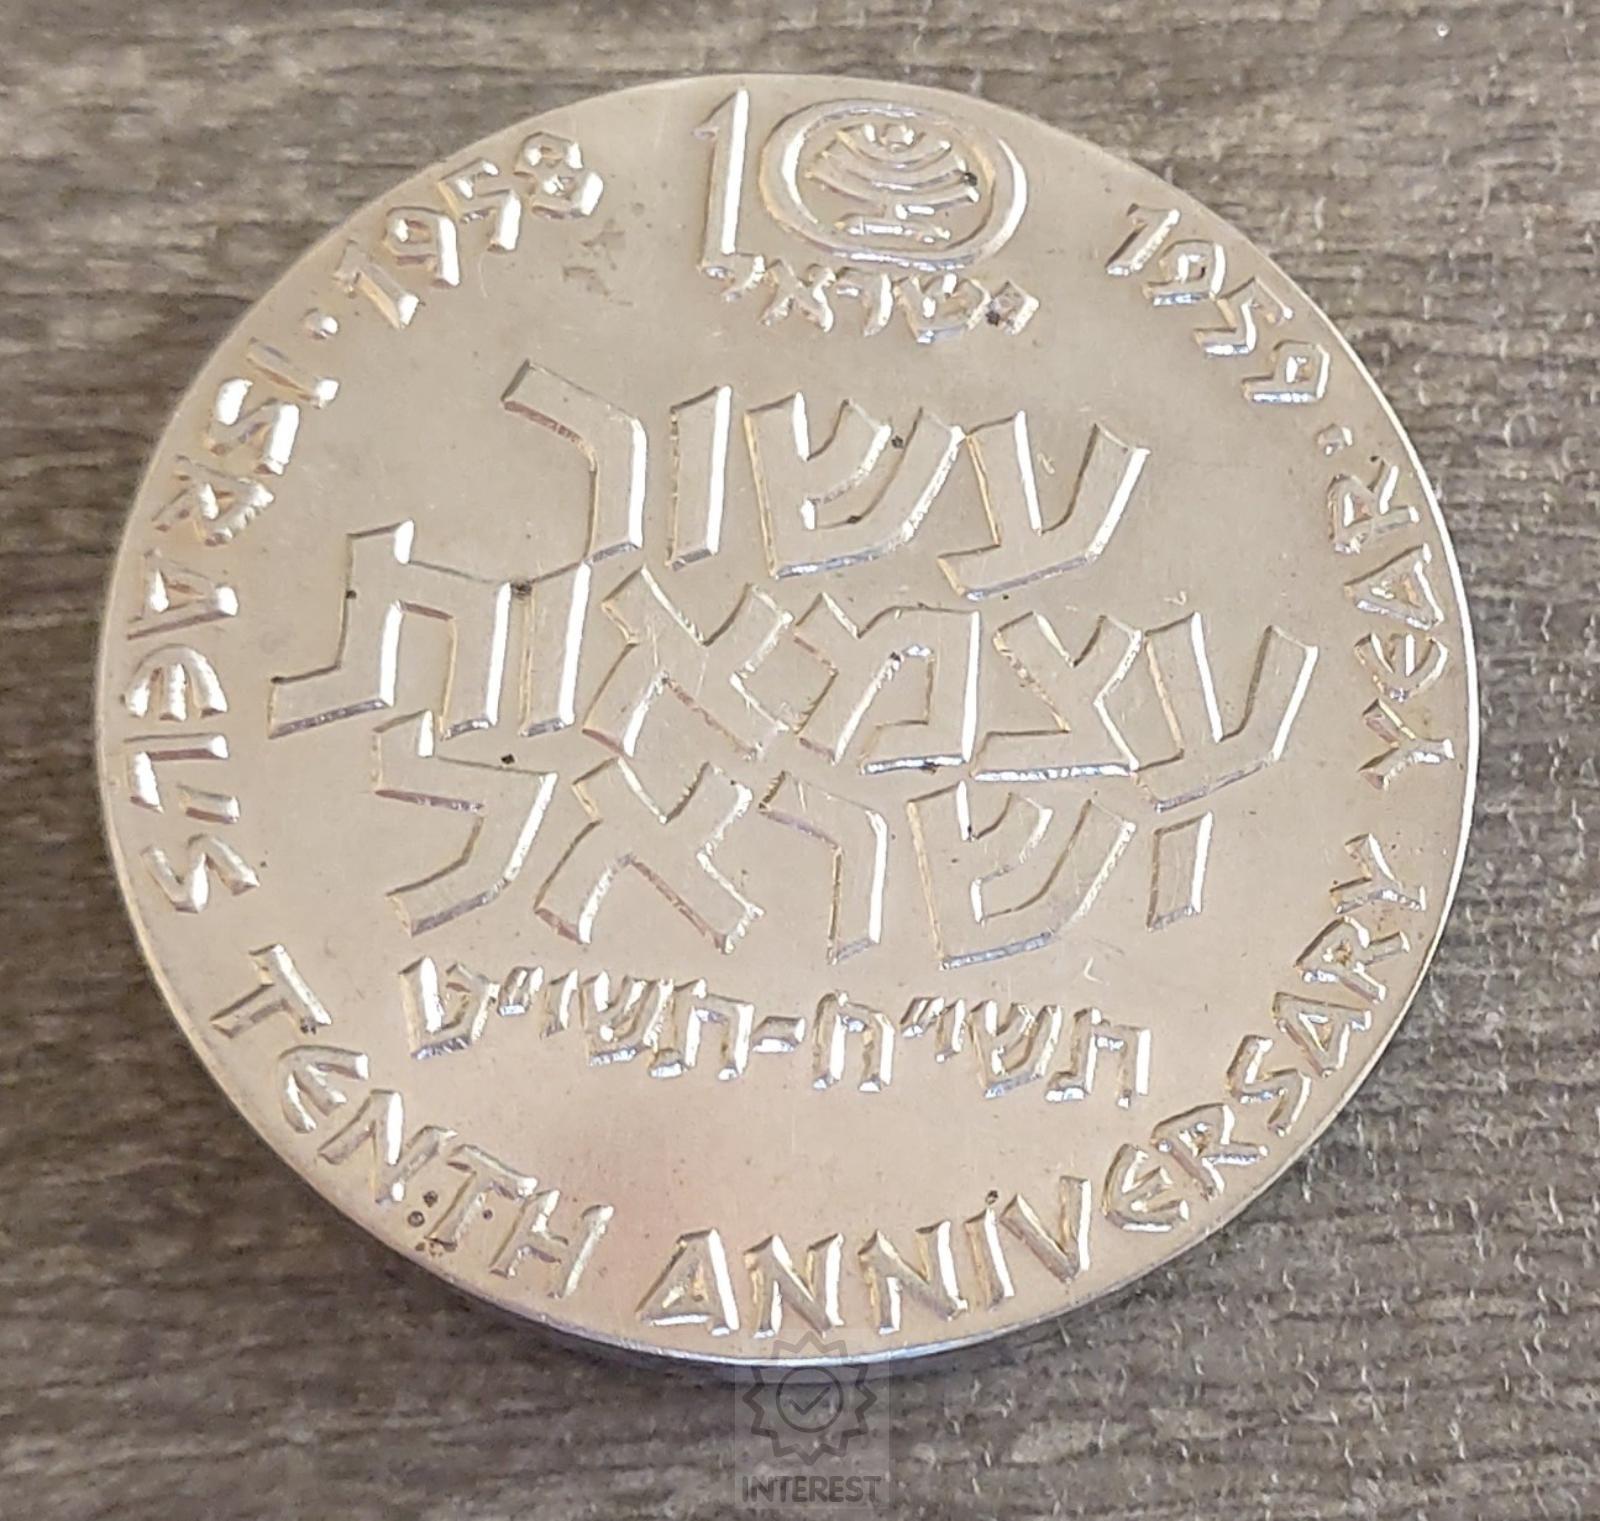 10
ישראל
עשור
עצמאות
ישראל
תשי"ח-תשי"ט
ISRAEL'S TENTH ANNIVERSARY YEAR · 1959
1958 ·
INTEREST